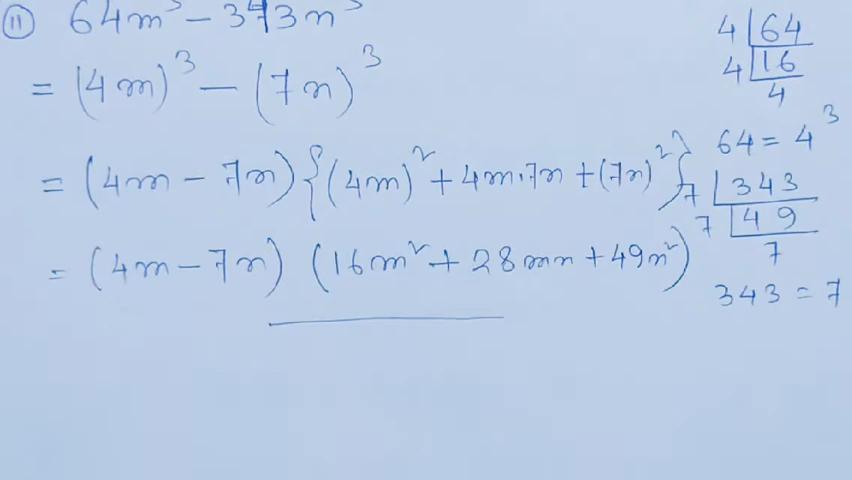 (11) 64m³ - 343n³
= (4m)³ - (7n)³
= (4m - 7n) {(4m)² + 4m.7n + (7n)²}
= (4m - 7n) (16m² + 28mn + 49n²)
4 | 64
4 | 16
4
64 = 4³
7 | 343
7 | 49
7
343 = 7